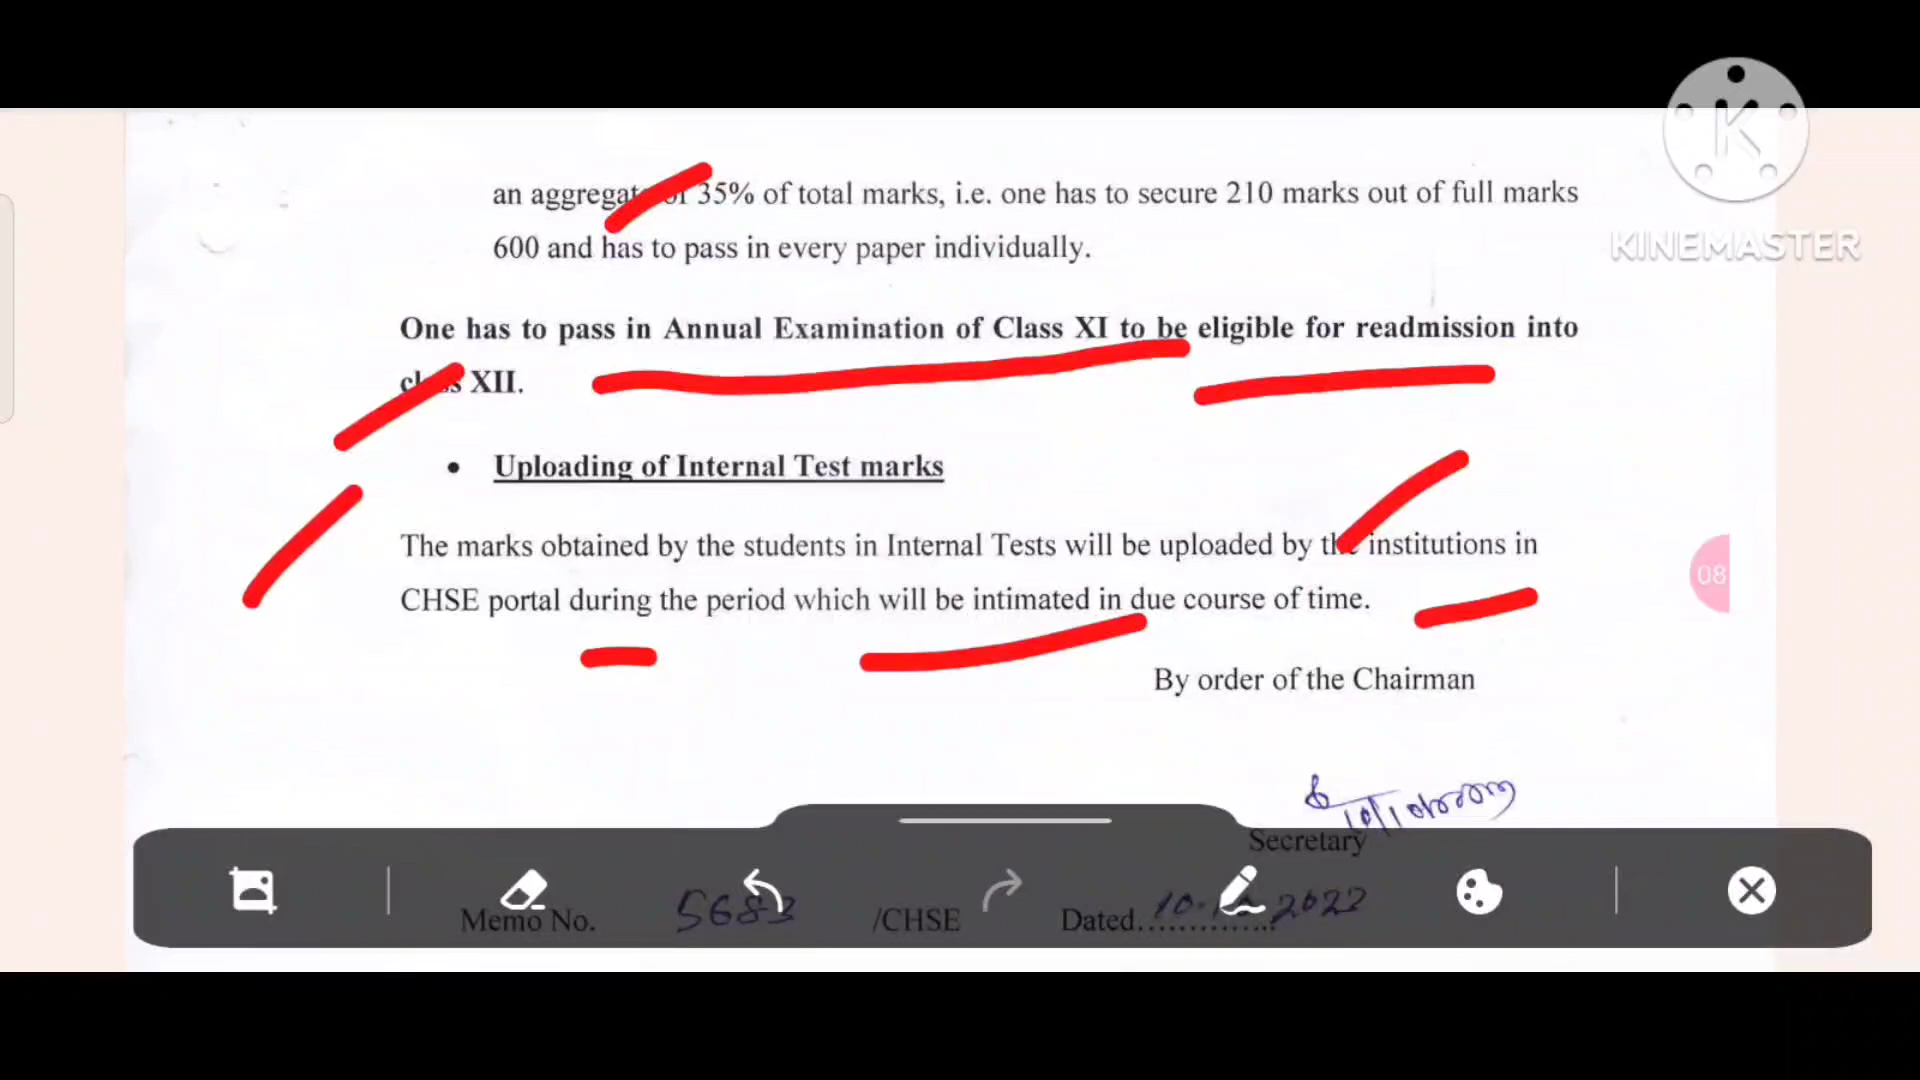 an aggregate of 35% of total marks, i.e. one has to secure 210 marks out of full marks
600 and has to pass in every paper individually.
One has to pass in Annual Examination of Class XI to be eligible for readmission into
class XII.
• Uploading of Internal Test marks
The marks obtained by the students in Internal Tests will be uploaded by the institutions in
CHSE portal during the period which will be intimated in due course of time.
By order of the Chairman
Secretary
Memo No. 5683 /CHSE Dated 2022
K
KINEMASTER
08